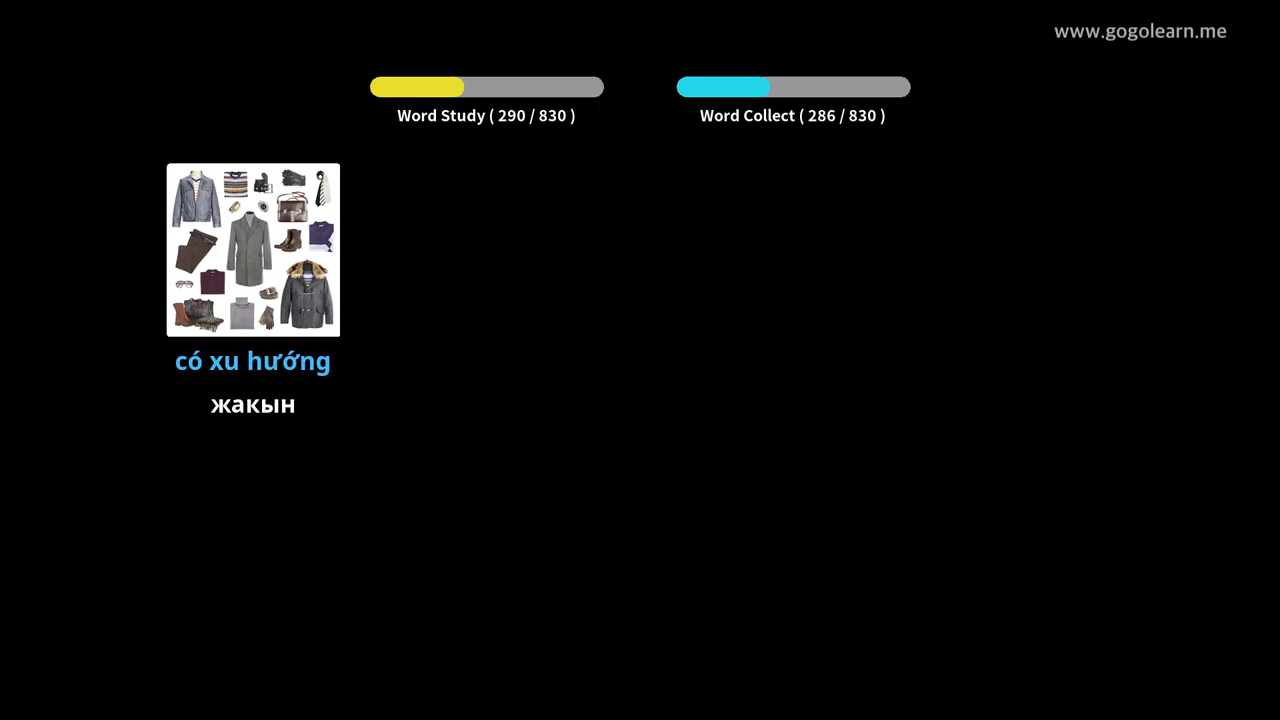 www.gogolearn.me
Word Study ( 290 / 830 )
Word Collect ( 286 / 830 )
có xu hướng
жакын